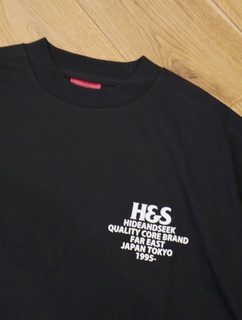 H&S
HIDEANDSEEK
QUALITY CORE BRAND
FAR EAST
JAPAN TOKYO
1995-